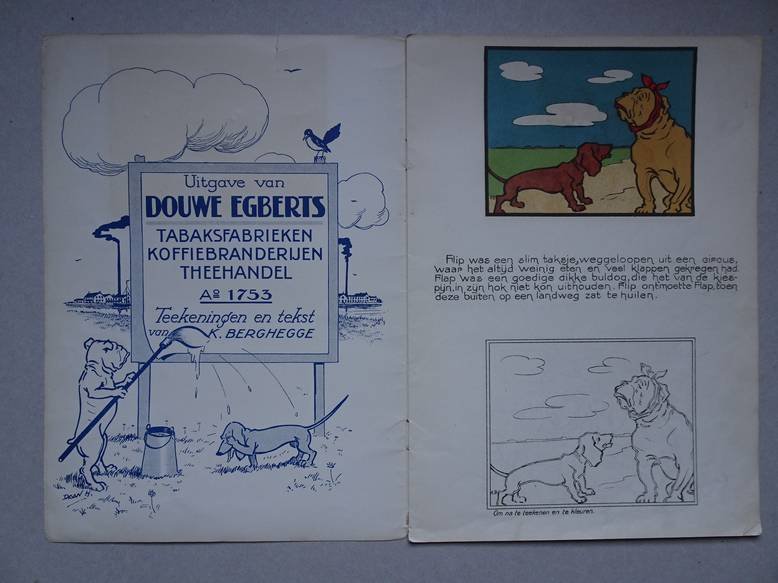 Uitgave van
DOUWE EGBERTS
TABAKSFABRIEKEN
KOFFIEBRANDERIJEN
THEEHANDEL
Ao 1753
Teekeningen en tekst
van K. BERGHEGGE
Flip was een slim taksje, weggeloopen uit een circus,
waar het altijd weinig eten en veel klappen gekregen had.
Flap was een goedige dikke buldog, die het van de kies-
pijn, in zijn hok niet kon uithouden. Flip ontmoette Flap, toen
deze buiten op een landweg zat te huilen.
Om na te teekenen en te kleuren.